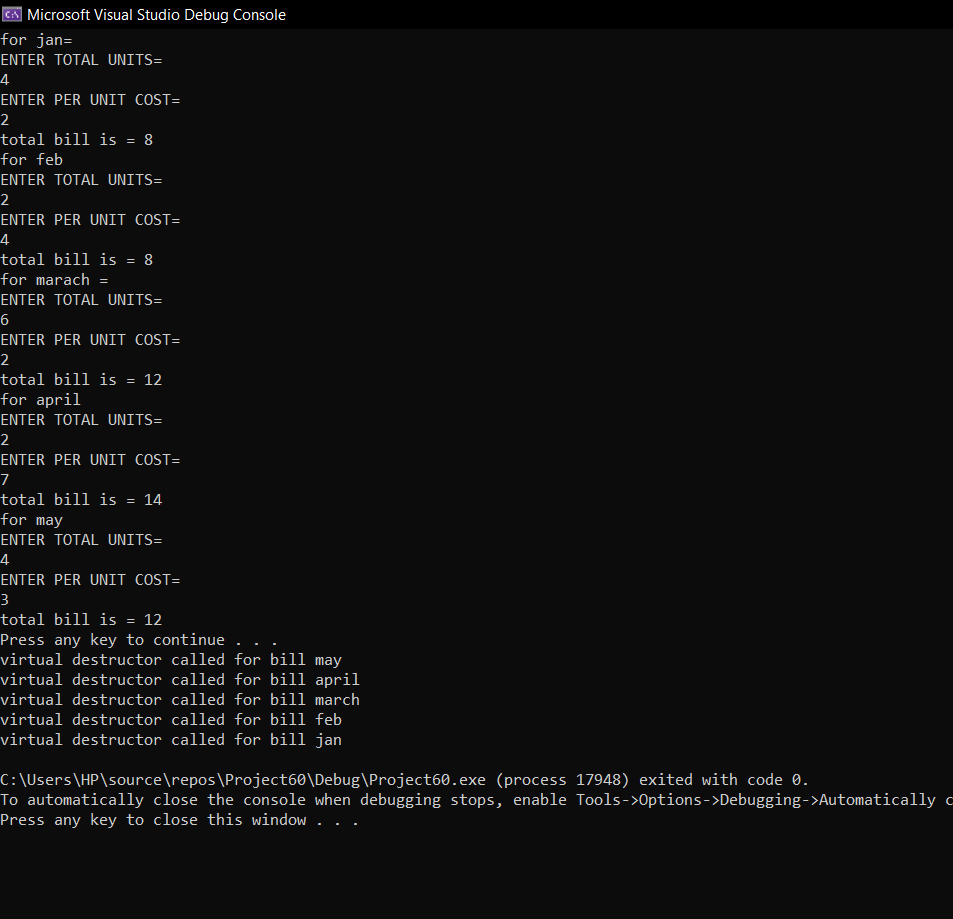 Microsoft Visual Studio Debug Console
for jan=
ENTER TOTAL UNITS=
4
ENTER PER UNIT COST=
2
total bill is = 8
for feb
ENTER TOTAL UNITS=
2
ENTER PER UNIT COST=
4
total bill is = 8
for marach =
ENTER TOTAL UNITS=
6
ENTER PER UNIT COST=
2
total bill is = 12
for april
ENTER TOTAL UNITS=
2
ENTER PER UNIT COST=
7
total bill is = 14
for may
ENTER TOTAL UNITS=
4
ENTER PER UNIT COST=
3
total bill is = 12
Press any key to continue . . .
virtual destructor called for bill may
virtual destructor called for bill april
virtual destructor called for bill march
virtual destructor called for bill feb
virtual destructor called for bill jan
C:\Users\HP\source\repos\Project60\Debug\Project60.exe (process 17948) exited with code 0.
To automatically close the console when debugging stops, enable Tools->Options->Debugging->Automatically c
Press any key to close this window . . .